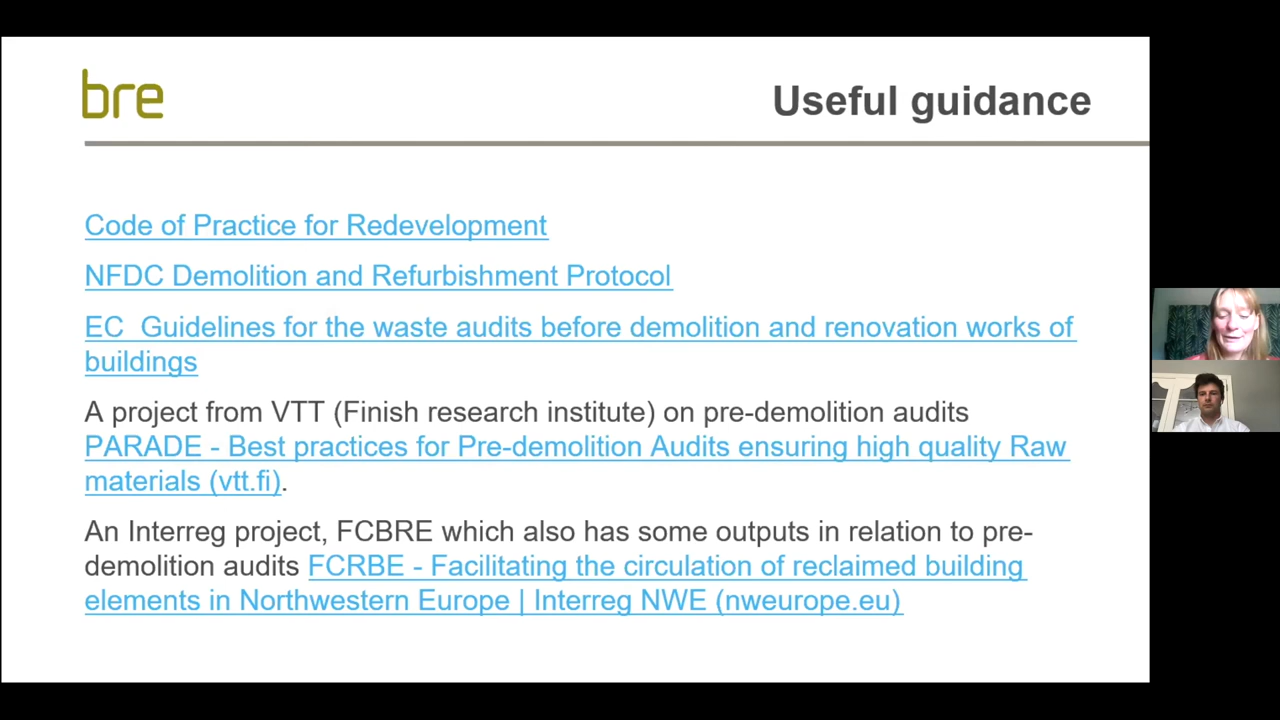 bre
Useful guidance
Code of Practice for Redevelopment
NFDC Demolition and Refurbishment Protocol
EC  Guidelines for the waste audits before demolition and renovation works of
buildings
A project from VTT (Finish research institute) on pre-demolition audits
PARADE - Best practices for Pre-demolition Audits ensuring high quality Raw
materials (vtt.fi).
An Interreg project, FCBRE which also has some outputs in relation to pre-
demolition audits FCRBE - Facilitating the circulation of reclaimed building
elements in Northwestern Europe | Interreg NWE (nweurope.eu)